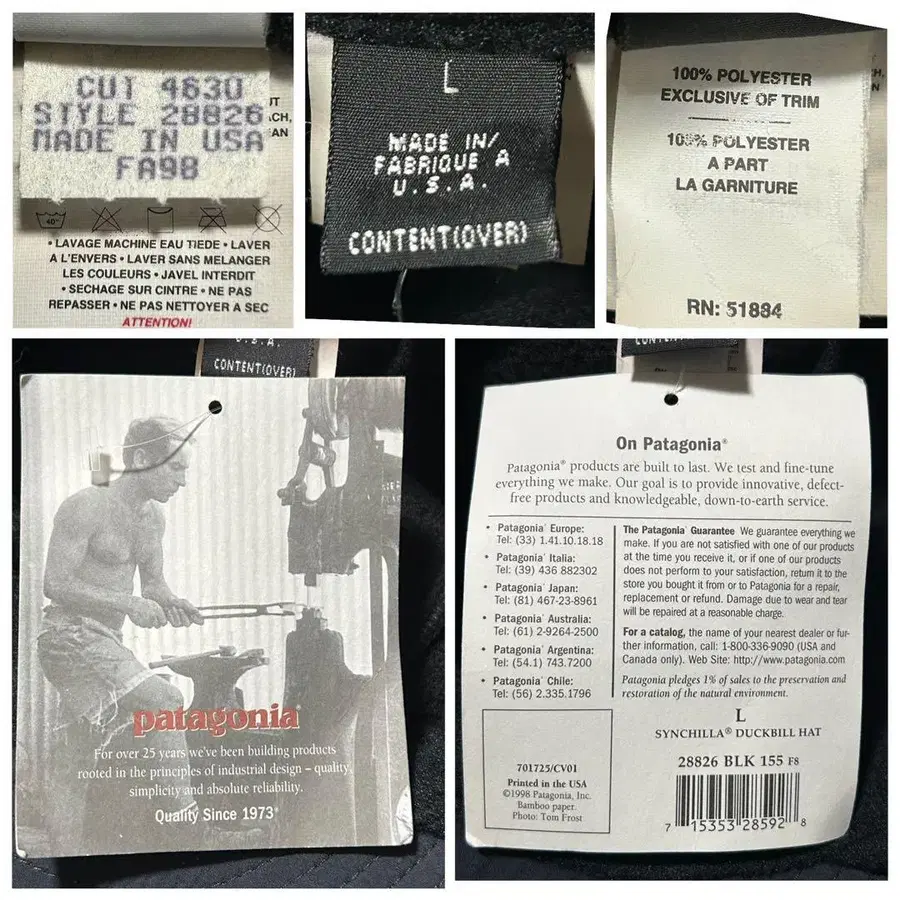 CUT 4630
STYLE 28826
MADE IN USA
FA98
40°
• LAVAGE MACHINE EAU TIEDE • LAVER
A L'ENVERS • LAVER SANS MELANGER
LES COULEURS • JAVEL INTERDIT
• SECHAGE SUR CINTRE • NE PAS
REPASSER • NE PAS NETTOYER A SEC
ATTENTION!
L
MADE IN/
FABRIQUE A
U.S.A.
CONTENT(OVER)
100% POLYESTER
EXCLUSIVE OF TRIM
100% POLYESTER
A PART
LA GARNITURE
RN: 51884
U.S.A.
CONTENT(OVER)
patagonia®
For over 25 years we've been building products
rooted in the principles of industrial design – quality,
simplicity and absolute reliability.
Quality Since 1973®
On Patagonia®
Patagonia® products are built to last. We test and fine-tune
everything we make. Our goal is to provide innovative, defect-
free products and knowledgeable, down-to-earth service.
• Patagonia® Europe:
Tel: (33) 1.41.10.18.18
• Patagonia® Italia:
Tel: (39) 436 882302
• Patagonia® Japan:
Tel: (81) 467-23-8961
• Patagonia® Australia:
Tel: (61) 2-9264-2500
• Patagonia® Argentina:
Tel: (54.1) 743.7200
• Patagonia® Chile:
Tel: (56) 2.335.1796
The Patagonia® Guarantee We guarantee everything we
make. If you are not satisfied with one of our products
at the time you receive it, or if one of our products
does not perform to your satisfaction, return it to the
store you bought it from or to Patagonia for a repair,
replacement or refund. Damage due to wear and tear
will be repaired at a reasonable charge.
For a catalog, the name of your nearest dealer or fur-
ther information, call: 1-800-336-9090 (USA and
Canada only). Web Site: http://www.patagonia.com
Patagonia pledges 1% of sales to the preservation and
restoration of the natural environment.
701725/CV01
Printed in the USA
©1998 Patagonia, Inc.
Bamboo paper.
Photo: Tom Frost
L
SYNCHILLA® DUCKBILL HAT
28826 BLK 155 F8
7 15353 28592 8